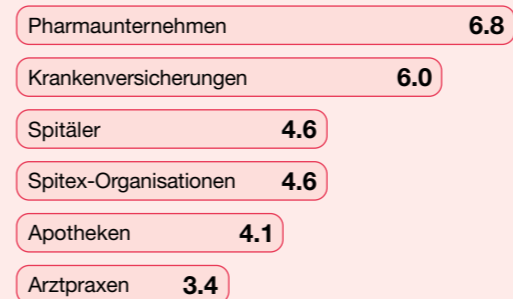 Pharmaunternehmen 6.8
Krankenversicherungen 6.0
Spitäler 4.6
Spitex-Organisationen 4.6
Apotheken 4.1
Arztpraxen 3.4